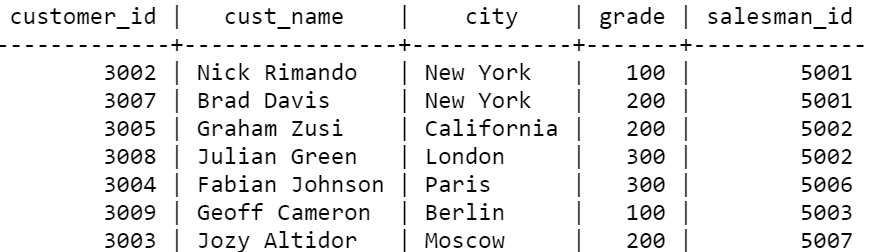 customer_id | cust_name | city | grade | salesman_id
-------------+----------------+------------+-------+-------------
3002 | Nick Rimando | New York | 100 | 5001
3007 | Brad Davis | New York | 200 | 5001
3005 | Graham Zusi | California | 200 | 5002
3008 | Julian Green | London | 300 | 5002
3004 | Fabian Johnson | Paris | 300 | 5006
3009 | Geoff Cameron | Berlin | 100 | 5003
3003 | Jozy Altidor | Moscow | 200 | 5007